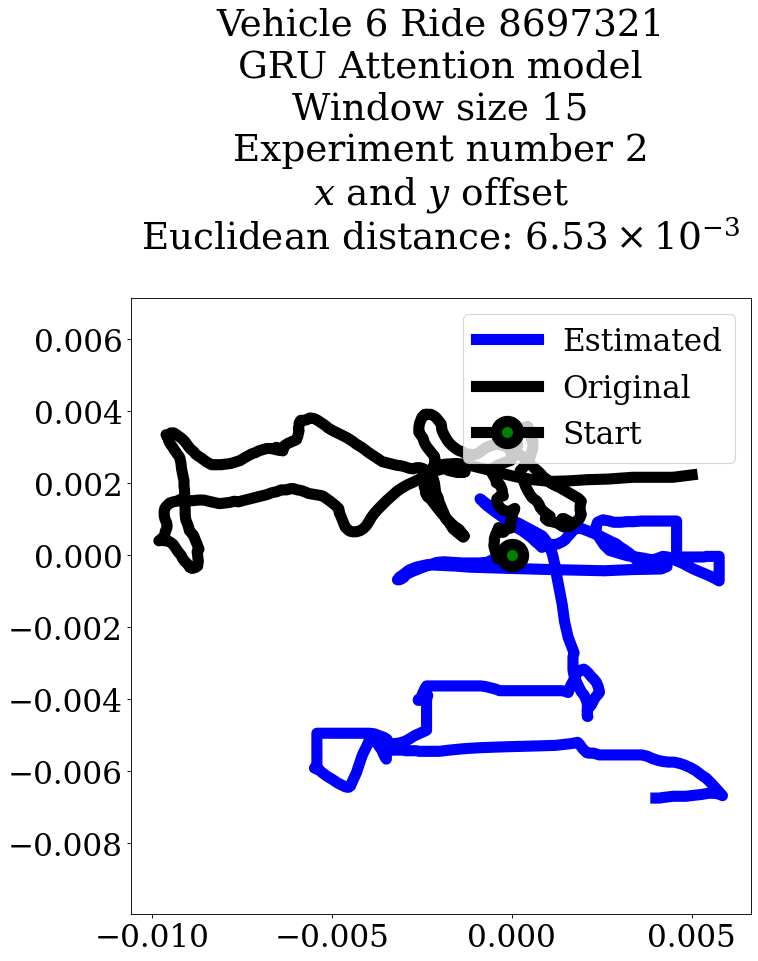 Vehicle 6 Ride 8697321
GRU Attention model
Window size 15
Experiment number 2
x and y offset
Euclidean distance: 6.53 × 10⁻³
Estimated
Original
Start
0.006
0.004
0.002
0.000
−0.002
−0.004
−0.006
−0.008
−0.010
−0.005
0.000
0.005